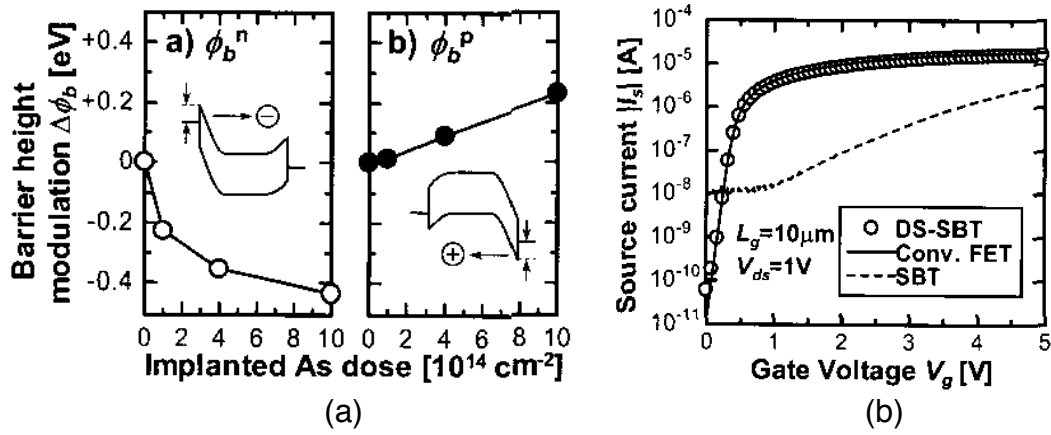 Barrier height
modulation Δϕb [eV]
+0.4
+0.2
0
-0.2
-0.4
a) ϕbⁿ
b) ϕbᵖ
−
+
0 2 4 6 8 10
0 2 4 6 8 10
Implanted As dose [10¹⁴ cm⁻²]
(a)
Source current |Is| [A]
10⁻⁴
10⁻⁵
10⁻⁶
10⁻⁷
10⁻⁸
10⁻⁹
10⁻¹⁰
10⁻¹¹
Lg=10μm
Vds=1V
DS-SBT
Conv. FET
SBT
0 1 2 3 4 5
Gate Voltage Vg [V]
(b)